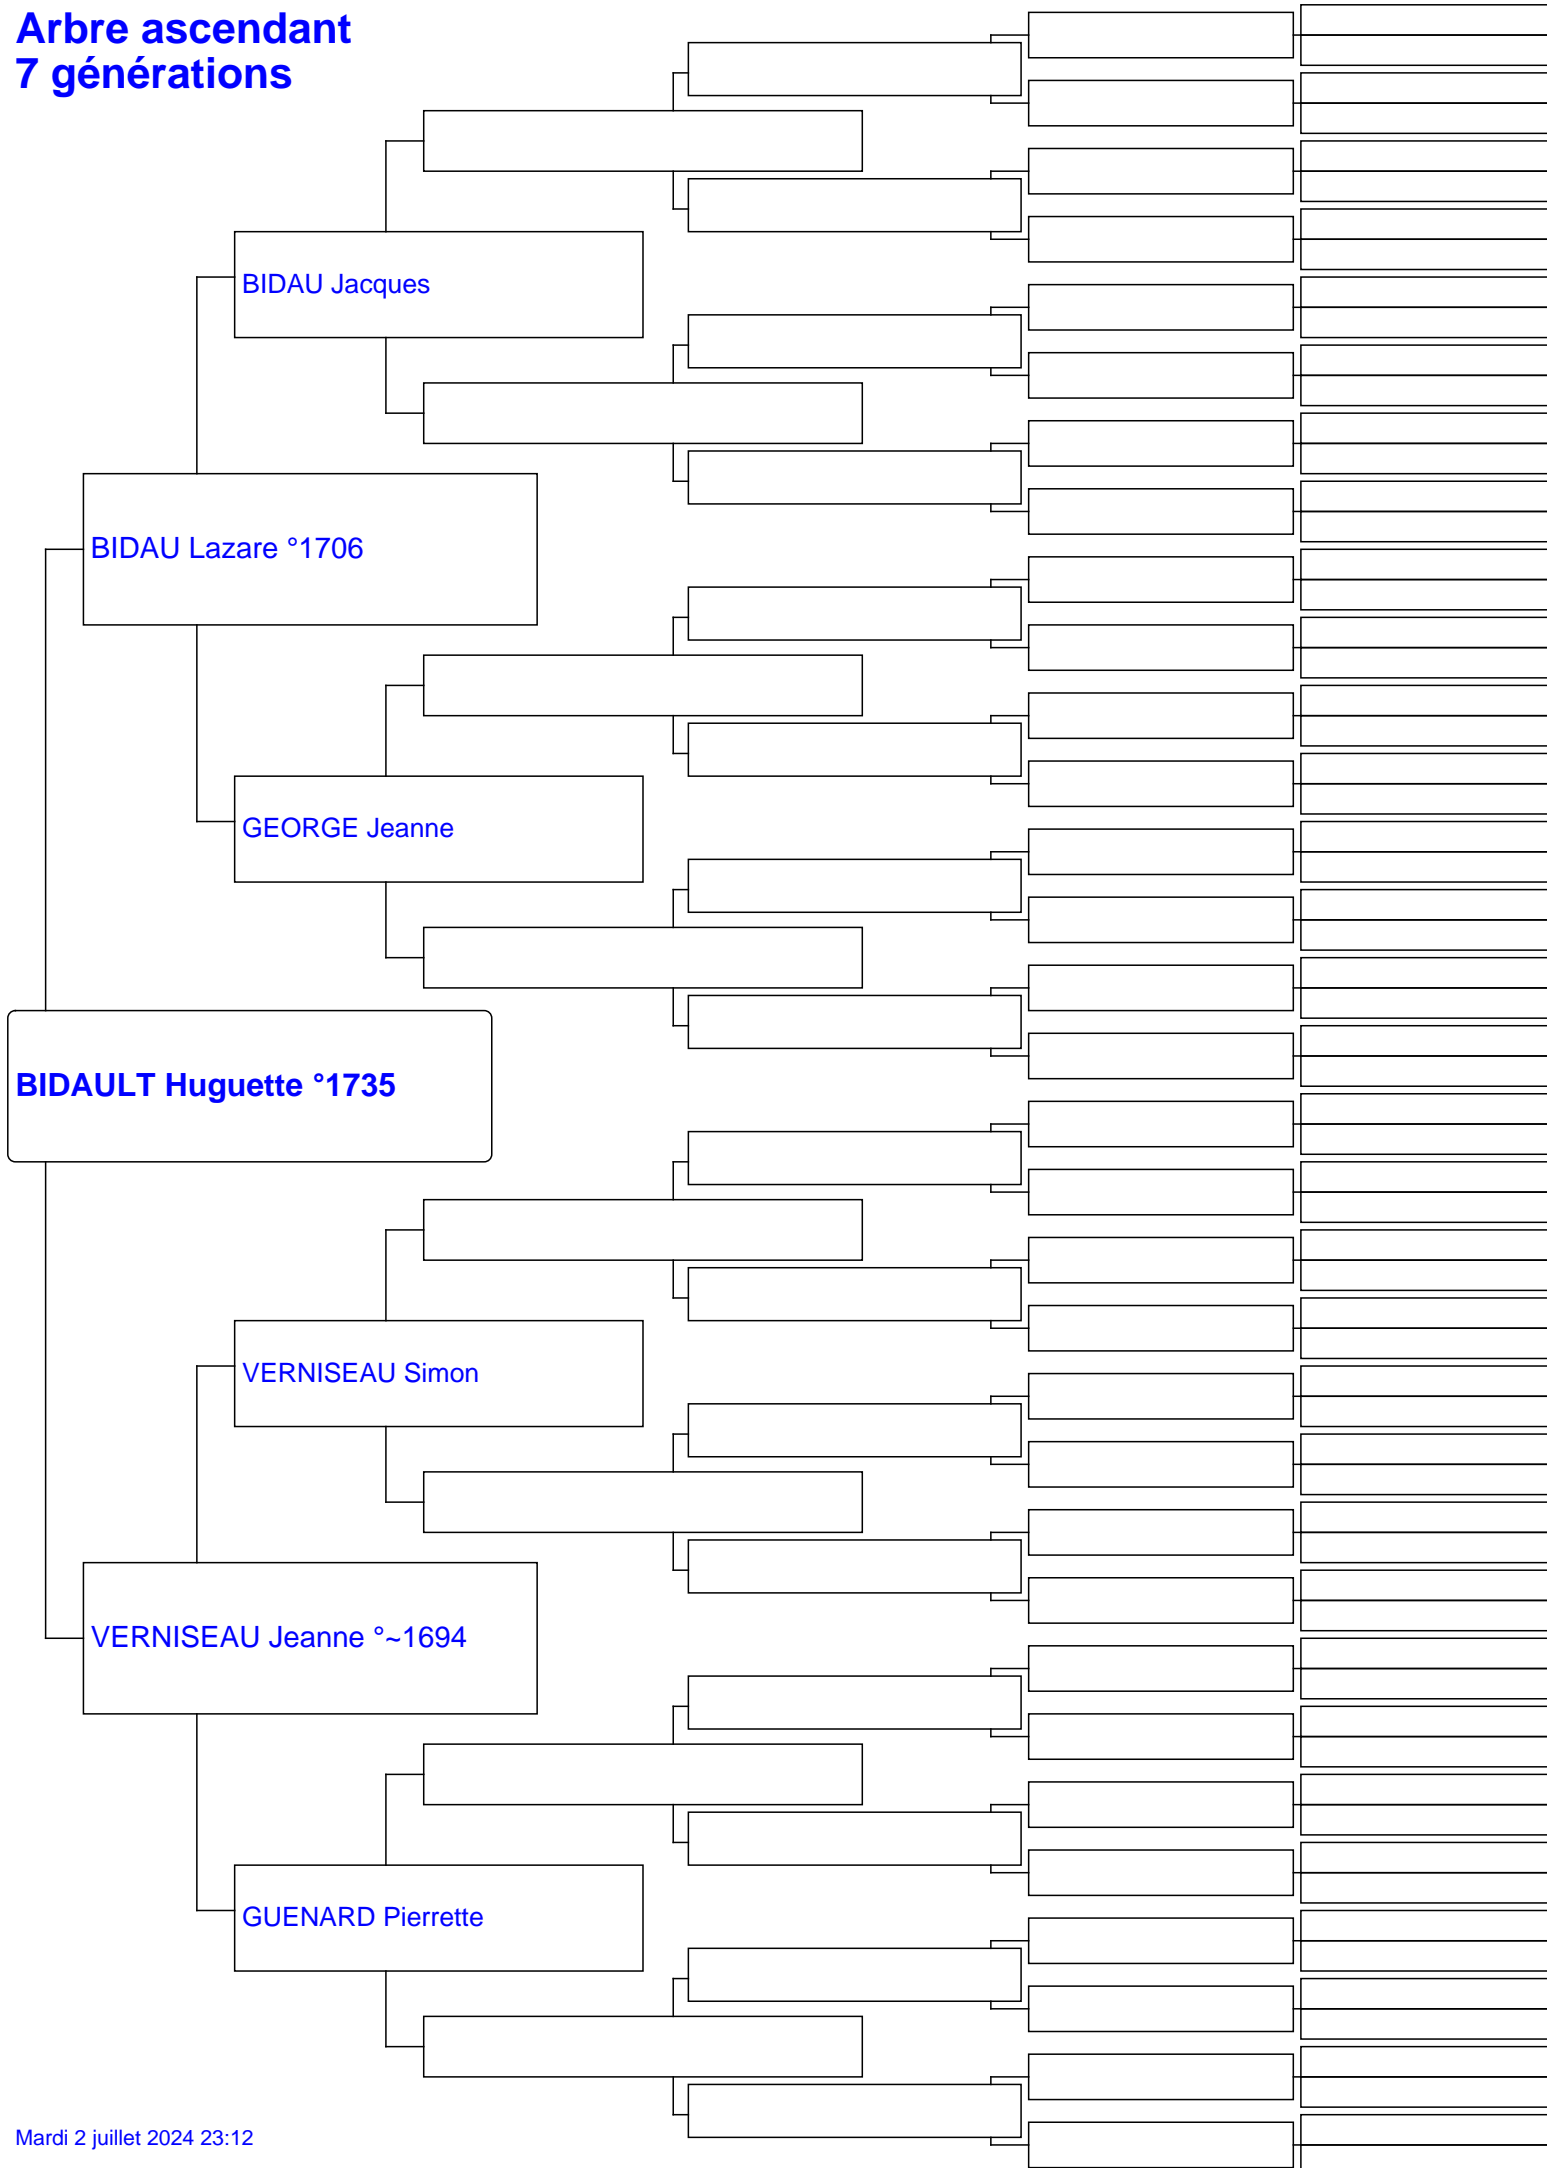 Arbre ascendant
7 générations
BIDAU Jacques
BIDAU Lazare °1706
GEORGE Jeanne
BIDAULT Huguette °1735
VERNISEAU Simon
VERNISEAU Jeanne °~1694
GUENARD Pierrette
Mardi 2 juillet 2024 23:12